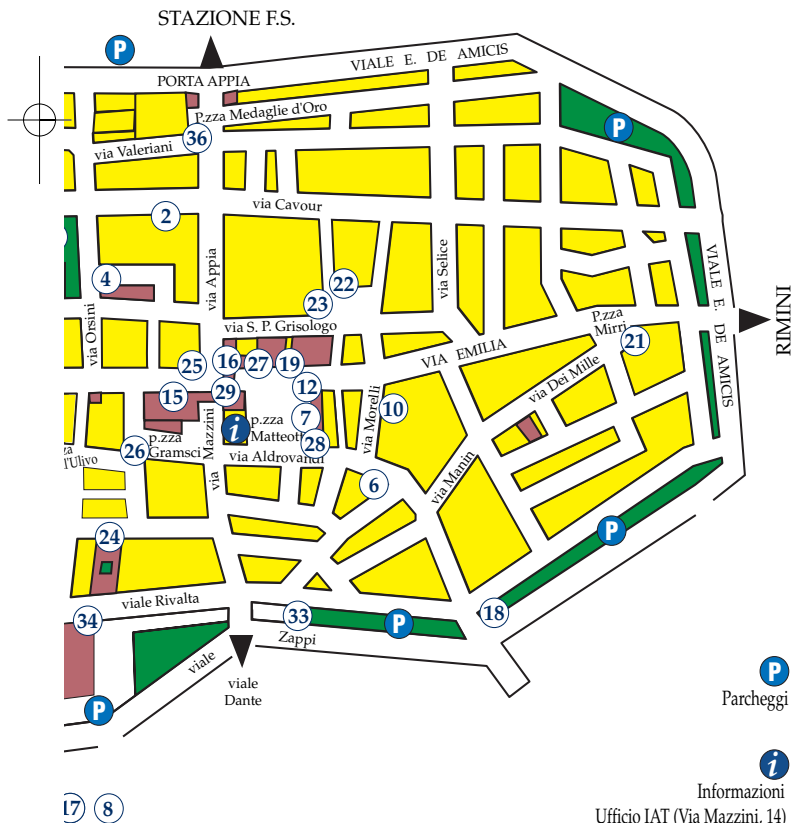 STAZIONE F.S.
P
PORTA APPIA
VIALE E. DE AMICIS
P.zza Medaglie d'Oro
P
36
via Valeriani
via Cavour
2
via Appia
via Selice
VIALE E. DE AMICIS
4
22
23
via Orsini
via S. P. Grisologo
P.zza
Mirri
RIMINI
21
VIA EMILIA
25
16
27
19
via Dei Mille
12
15
29
via Morelli
10
7
i
p.zza
Matteotti
28
via Mazzini
p.zza
Gramsci
26
via Aldrovandi
l'Ulivo
6
via Manin
24
P
viale Rivalta
34
33
P
18
Zappi
viale
viale
Dante
P
P
Parcheggi
i
Informazioni
Ufficio IAT (Via Mazzini, 14)
17
8